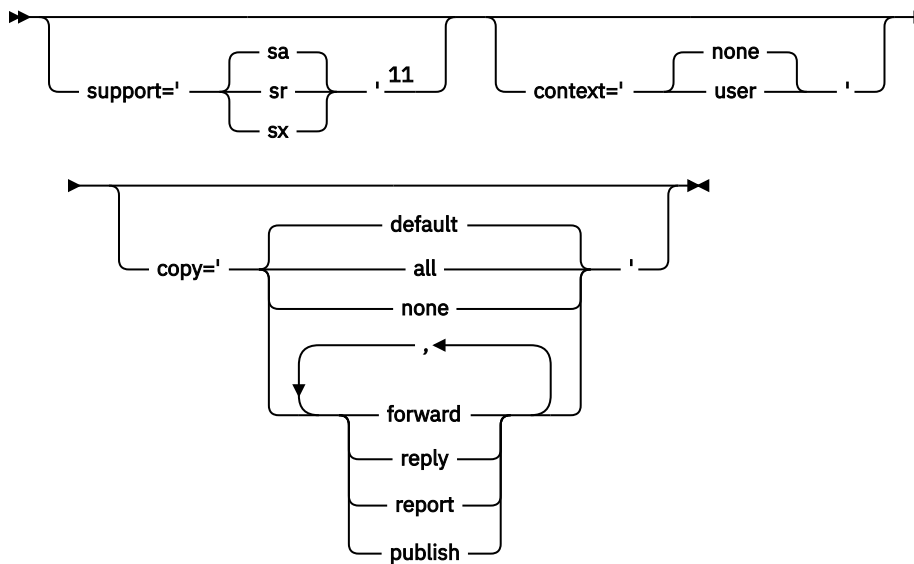 sa
support=' sr ' 11
sx
none
context=' user '
default
copy=' all '
none
,
forward
reply
report
publish